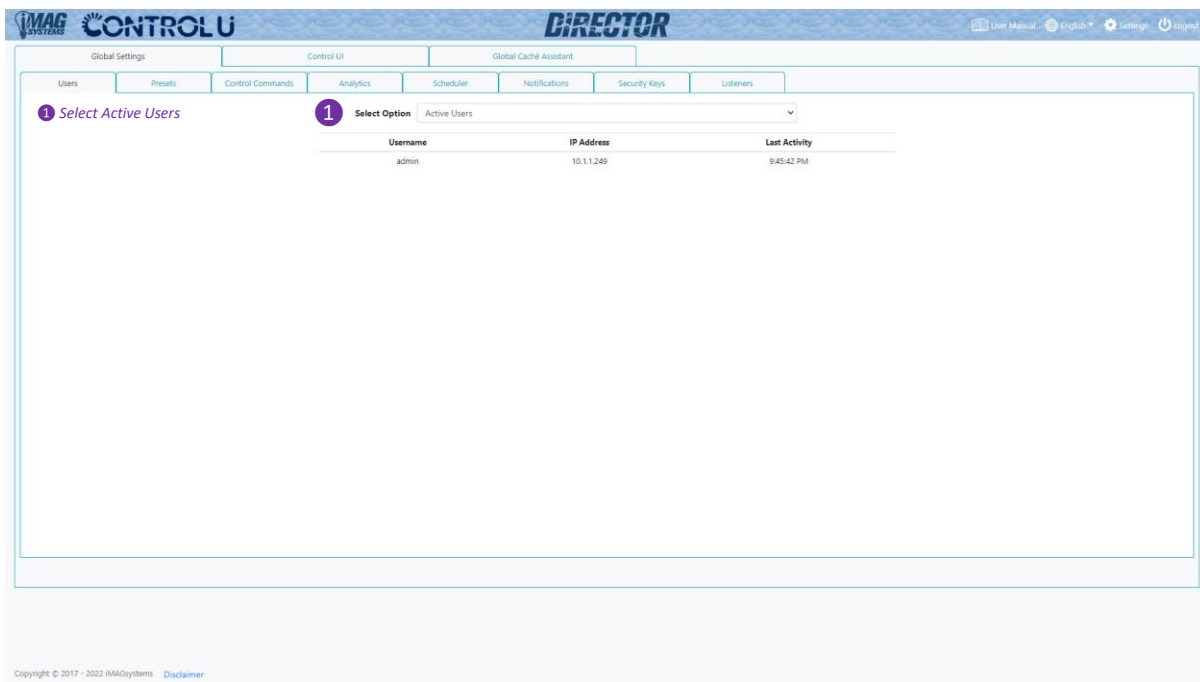 iMAG SYSTEMS CONTROL U DiRECTOR User Manual English Settings Logout
Global Settings Control UI Global Caché Assistant
Users Presets Control Commands Analytics Scheduler Notifications Security Keys Listeners
1 Select Active Users 1 Select Option Active Users
Username IP Address Last Activity
admin 10.1.1.249 9:45:42 PM
Copyright © 2017 - 2022 iMAGsystems Disclaimer